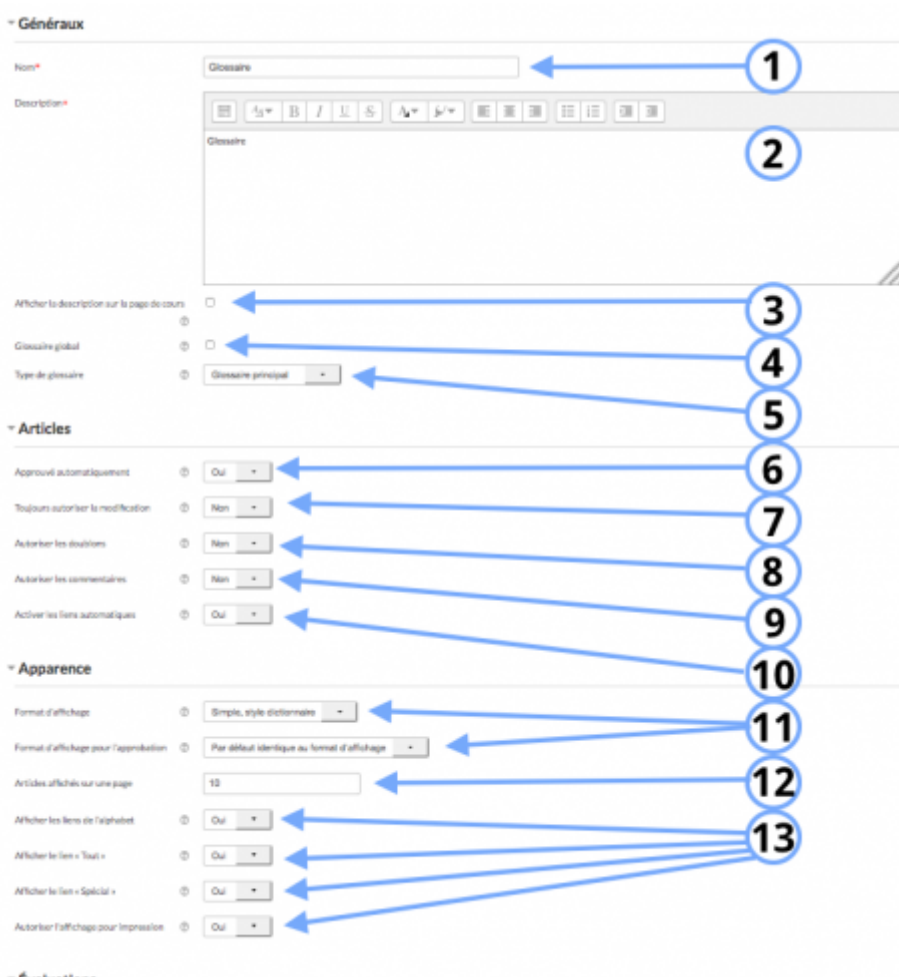 Généraux
Nom* Glossaire 1
Description*
B I U S
Glossaire 2
Afficher la description sur la page de cours 3
Glossaire global 4
Type de glossaire Glossaire principal 5
Articles
Approuvé automatiquement Oui 6
Toujours autoriser la modification Non 7
Autoriser les doublons Non 8
Autoriser les commentaires Non 9
Activer les liens automatiques Oui 10
Apparence
Format d'affichage Simple, style dictionnaire 11
Format d'affichage pour l'approbation Par défaut identique au format d'affichage
Articles affichés sur une page 10 12
Afficher les liens de l'alphabet Oui 13
Afficher le lien « Tout » Oui
Afficher le lien « Spécial » Oui
Autoriser l'affichage pour impression Oui